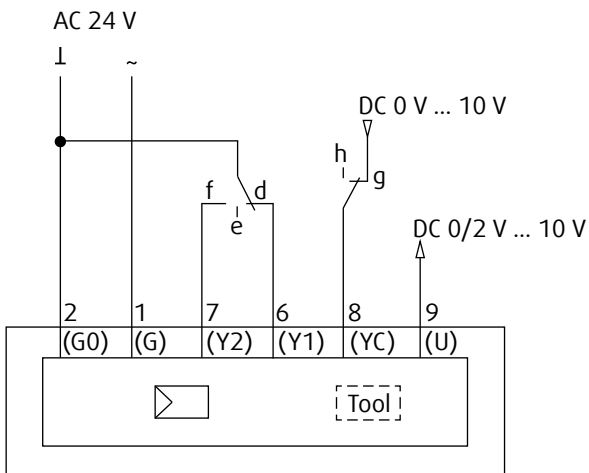 AC 24 V
⊥ ~
DC 0 V ... 10 V
h
g
f d
e
DC 0/2 V ... 10 V
2 1 7 6 8 9
(G0) (G) (Y2) (Y1) (YC) (U)
Tool